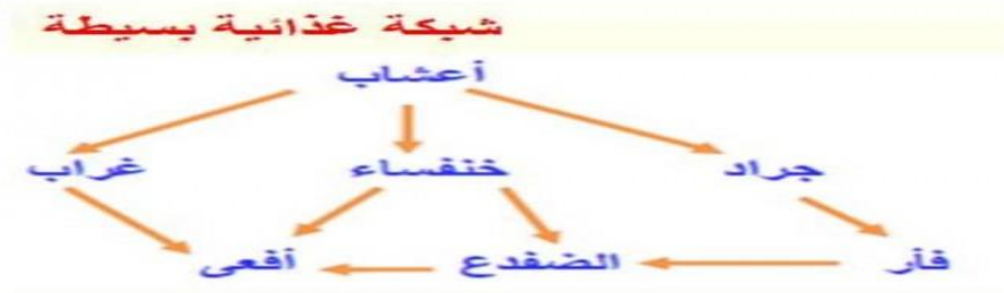 شبكة غذائية بسيطة
أعشاب
جراد خنفساء غراب
فأر الضفدع أفعى